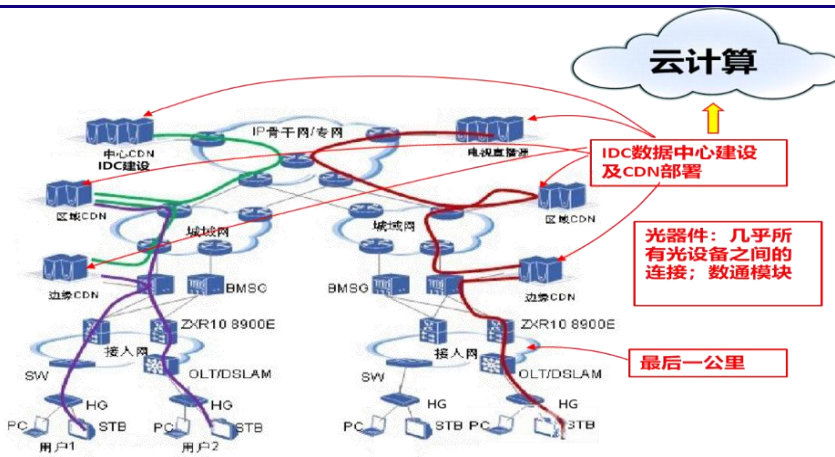 云计算
IP骨干网/专网
中心CDN
IDC建设
电视直播源
IDC数据中心建设
及CDN部署
区域CDN
区域CDN
城域网
城域网
光器件：几乎所
有光设备之间的
连接；数通模块
边缘CDN
BMSG
BMSG
边缘CDN
ZXR10 8900E
ZXR10 8900E
接入网
接入网
最后一公里
SW
OLT/DSLAM
SW
OLT/DSLAM
HG
HG
HG
HG
PC
STB
PC
STB
PC
STB
PC
STB
用户1
用户2